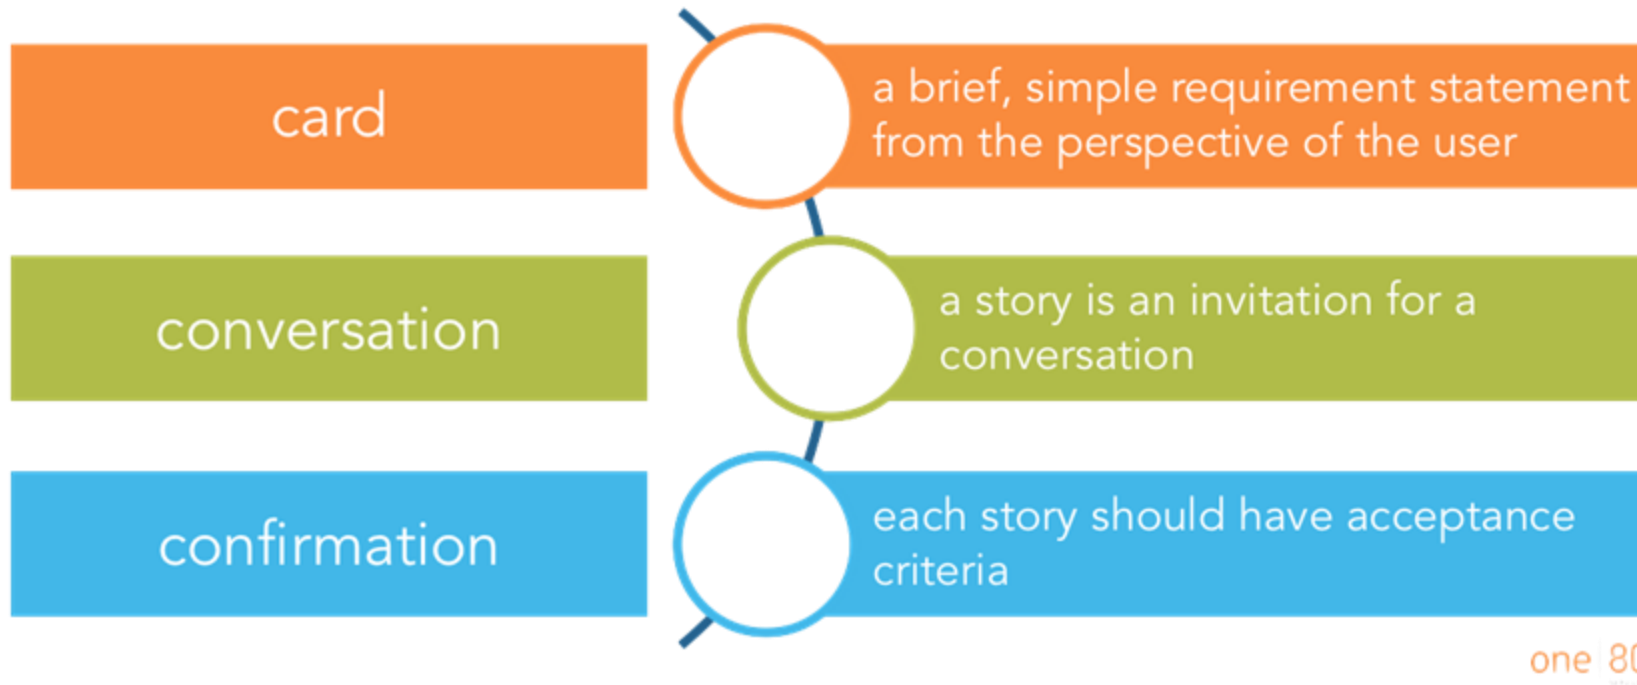 card
a brief, simple requirement statement
from the perspective of the user
conversation
a story is an invitation for a
conversation
confirmation
each story should have acceptance
criteria
one